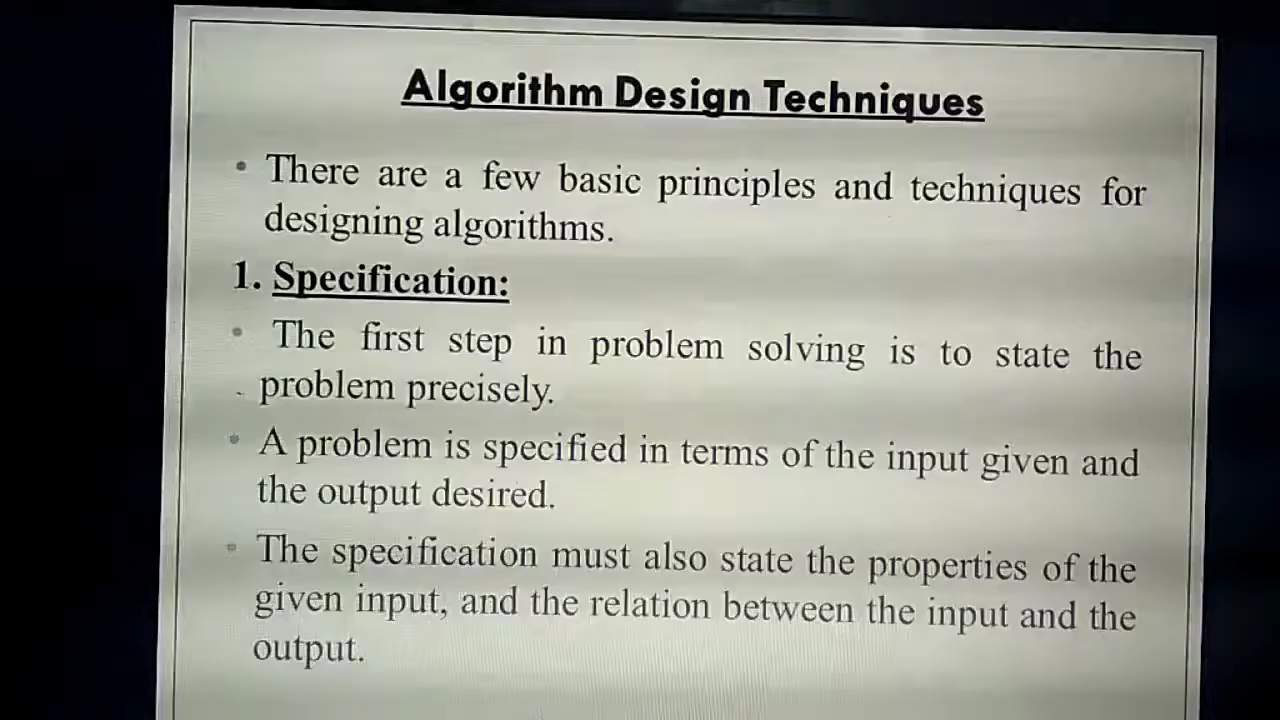 Algorithm Design Techniques
• There are a few basic principles and techniques for
designing algorithms.
1. Specification:
• The first step in problem solving is to state the
problem precisely.
• A problem is specified in terms of the input given and
the output desired.
• The specification must also state the properties of the
given input, and the relation between the input and the
output.